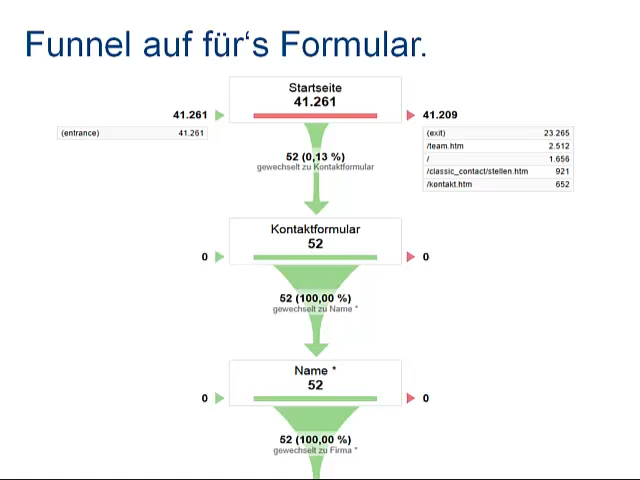 Funnel auf für's Formular.
Startseite
41.261
41.261
41.209
(entrance) 41.261
(exit) 23.265
/team.htm 2.512
/ 1.656
/classic_contact/stellen.htm 921
/kontakt.htm 652
52 (0,13 %)
gewechselt zu Kontaktformular
Kontaktformular
52
0
0
52 (100,00 %)
gewechselt zu Name *
Name *
52
0
0
52 (100,00 %)
gewechselt zu Firma *